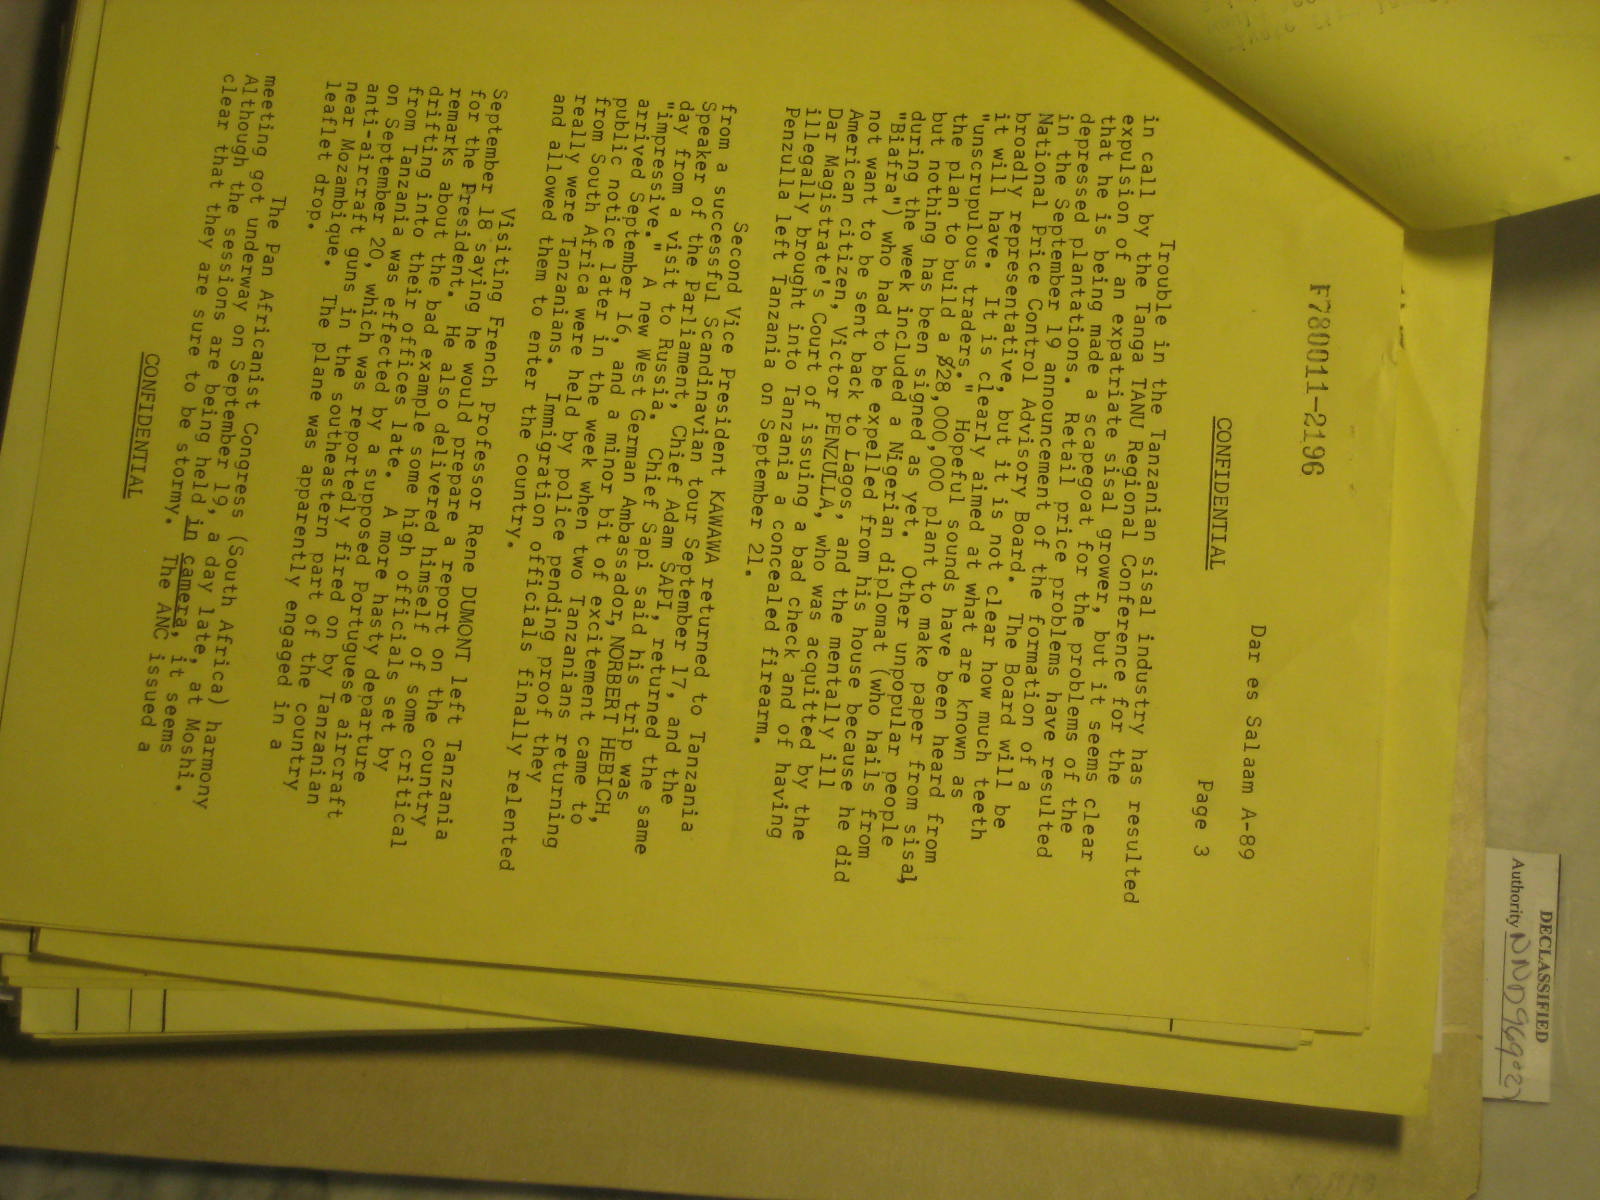 F780011-2196
Dar es Salaam A-89
Page 3
CONFIDENTIAL
Trouble in the Tanzanian sisal industry has resulted
in call by the Tanga TANU Regional Conference for the
expulsion of an expatriate sisal grower, but it seems clear
that he is being made a scapegoat for the problems of the
depressed plantations. Retail price problems have resulted
in the September 19 announcement of the formation of a
National Price Control Advisory Board. The Board will be
broadly representative, but it is not clear how much teeth
it will have. It is clearly aimed at what are known as
"unscrupulous traders." Hopeful sounds have been heard from
the plan to build a $28,000,000 plant to make paper from sisal,
but nothing has been signed as yet. Other unpopular people
during the week included a Nigerian diplomat (who hails from
"Biafra") who had to be expelled from his house because he did
not want to be sent back to Lagos, and the mentally ill
American citizen, Victor PENZULLA, who was acquitted by the
Dar Magistrate's Court of issuing a bad check and of having
illegally brought into Tanzania a concealed firearm.
Penzulla left Tanzania on September 21.
Second Vice President KAWAWA returned to Tanzania
from a successful Scandinavian tour September 17, and the
Speaker of the Parliament, Chief Adam SAPI, returned the same
day from a visit to Russia. Chief Sapi said his trip was
"impressive." A new West German Ambassador, NORBERT HEBICH,
arrived September 16, and a minor bit of excitement came to
public notice later in the week when two Tanzanians returning
from South Africa were held by police pending proof they
really were Tanzanians. Immigration officials finally relented
and allowed them to enter the country.
Visiting French Professor Rene DUMONT left Tanzania
September 18 saying he would prepare a report on the country
for the President. He also delivered himself of some critical
remarks about the bad example some high officials set by
drifting into their offices late. A more hasty departure
from Tanzania was effected by a supposed Portuguese aircraft
on September 20, which was reportedly fired on by Tanzanian
anti-aircraft guns in the southeastern part of the country
near Mozambique. The plane was apparently engaged in a
leaflet drop.
The Pan Africanist Congress (South Africa) harmony
meeting got underway on September 19, a day late, at Moshi.
Although the sessions are being held in camera, it seems
clear that they are sure to be stormy. The ANC issued a
CONFIDENTIAL
DECLASSIFIED
Authority NND969027